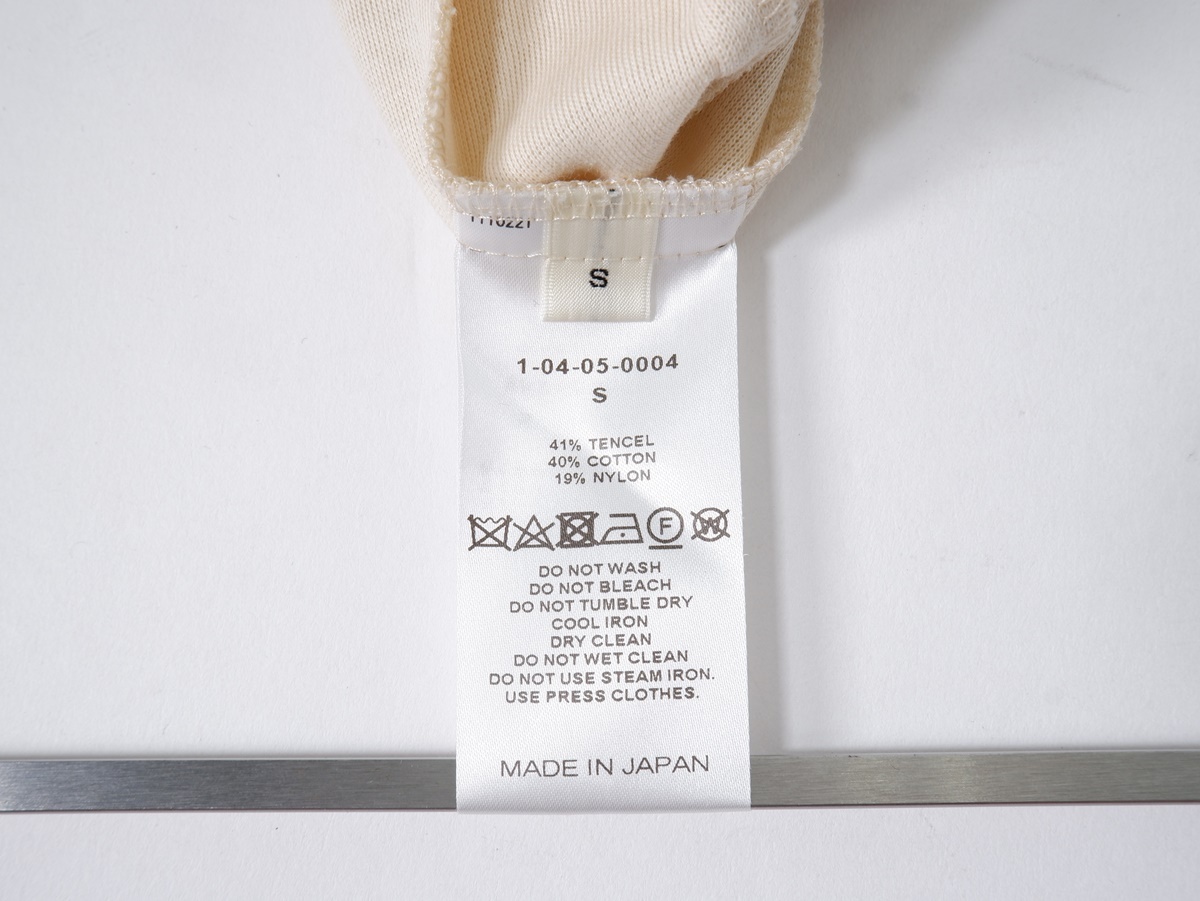 S
1-04-05-0004
S
41% TENCEL
40% COTTON
19% NYLON
F W
DO NOT WASH
DO NOT BLEACH
DO NOT TUMBLE DRY
COOL IRON
DRY CLEAN
DO NOT WET CLEAN
DO NOT USE STEAM IRON.
USE PRESS CLOTHES.
MADE IN JAPAN